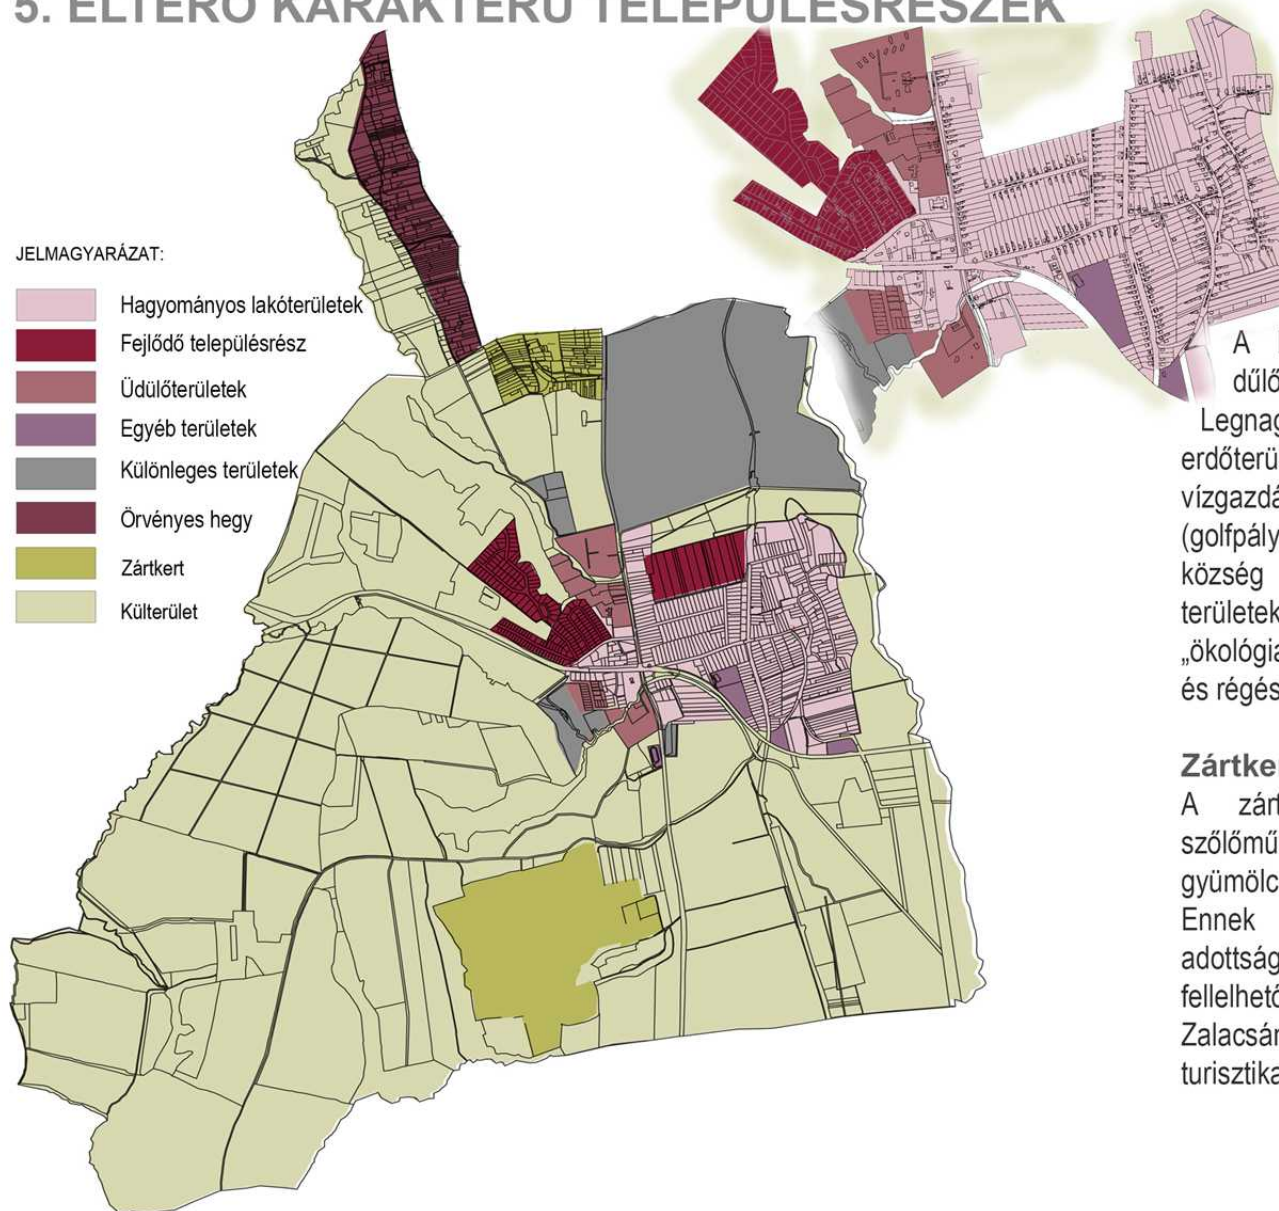 5. ELTÉRŐ KARAKTERŰ TELEPÜLÉSRÉSZEK
JELMAGYARÁZAT:
Hagyományos lakóterületek
Fejlődő településrész
Üdülőterületek
Egyéb területek
Különleges területek
Örvényes hegy
Zártkert
Külterület
A
dűlő
Legnag
erdőterü
vízgazdá
(golfpály
község
területek
„ökológia
és régés
Zártke
A zárt
szőlőmű
gyümölc
Ennek
adottság
fellelhető
Zalacsán
turisztika